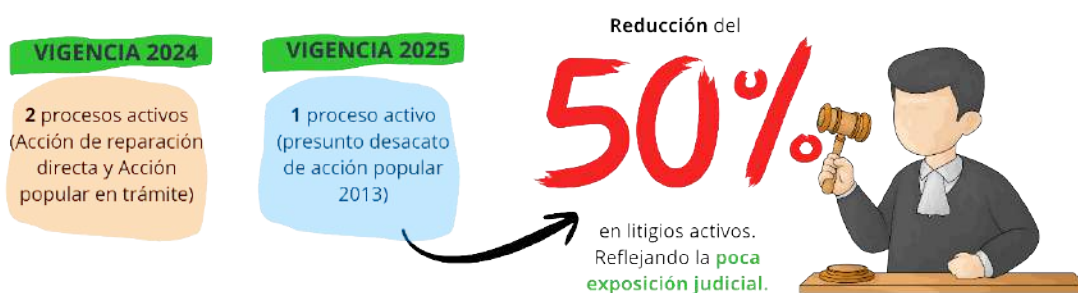 VIGENCIA 2024
2 procesos activos
(Acción de reparación
directa y Acción
popular en trámite)
VIGENCIA 2025
1 proceso activo
(presunto desacato
de acción popular
2013)
Reducción del
50%
en litigios activos.
Reflejando la poca
exposición judicial.